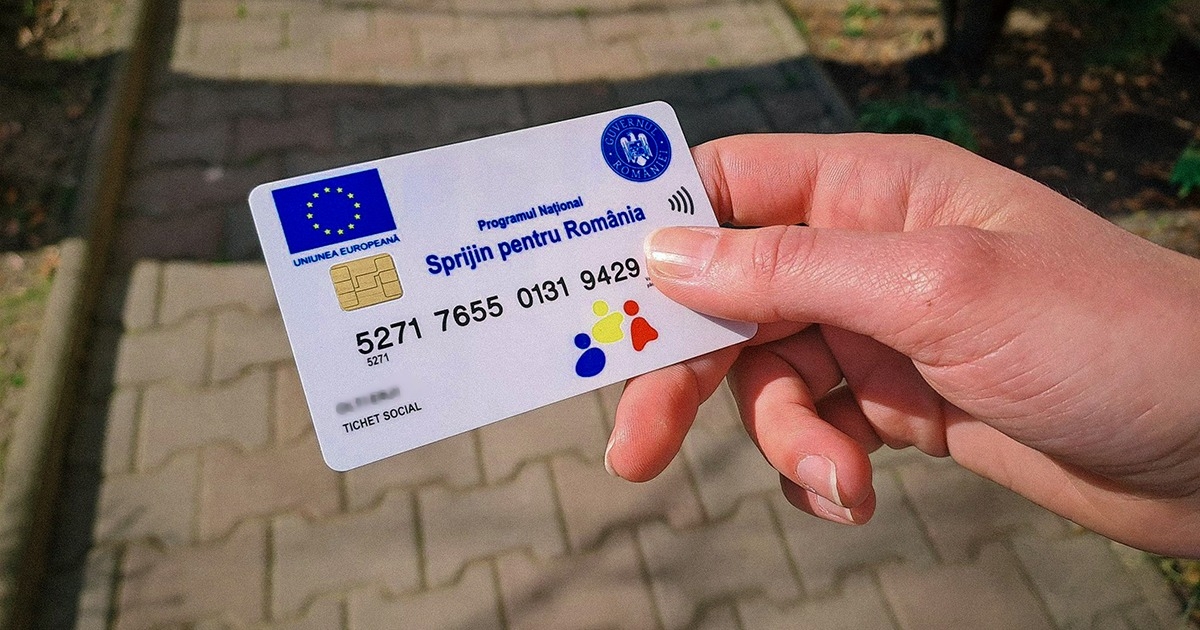 GUVERNUL ROMÂNIEI
Programul Național
Sprijin pentru România
UNIUNEA EUROPEANĂ
5271 7655 0131 9429
5271
TICHET SOCIAL